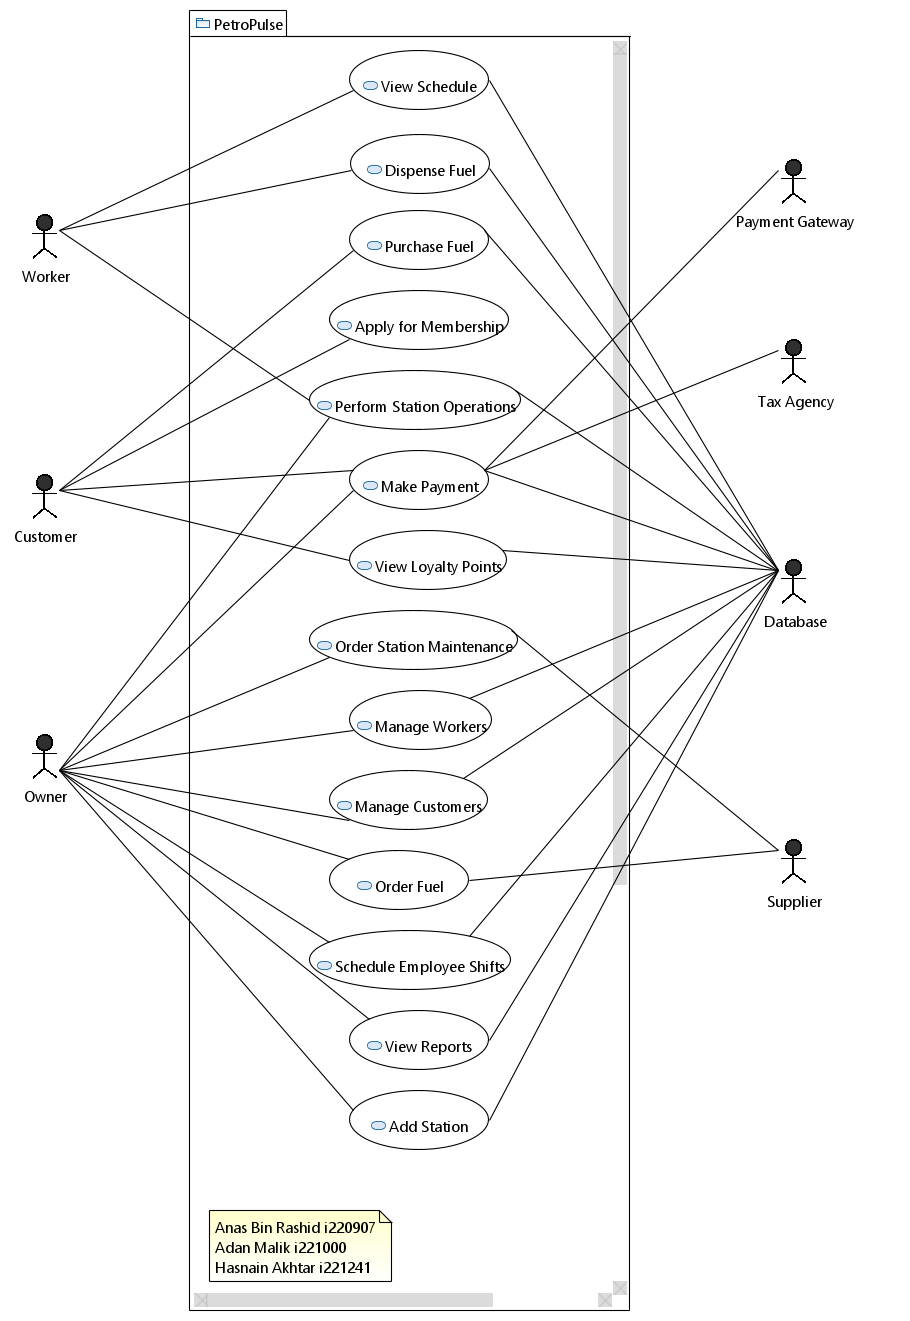 PetroPulse
View Schedule
Dispense Fuel
Payment Gateway
Purchase Fuel
Worker
Apply for Membership
Perform Station Operations
Tax Agency
Make Payment
Customer
View Loyalty Points
Database
Order Station Maintenance
Manage Workers
Owner
Manage Customers
Order Fuel
Supplier
Schedule Employee Shifts
View Reports
Add Station
Anas Bin Rashid i220907
Adan Malik i221000
Hasnain Akhtar i221241